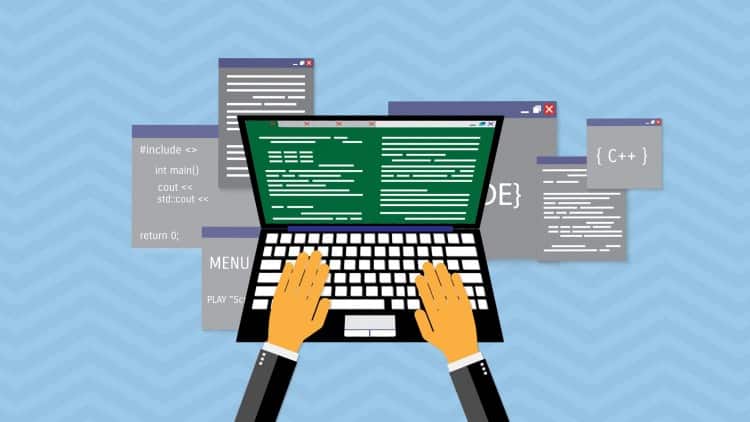 #include <>
int main()
cout <<
std::cout <<
return 0;
MENU
PLAY "Sc
DE}
{ C++ }